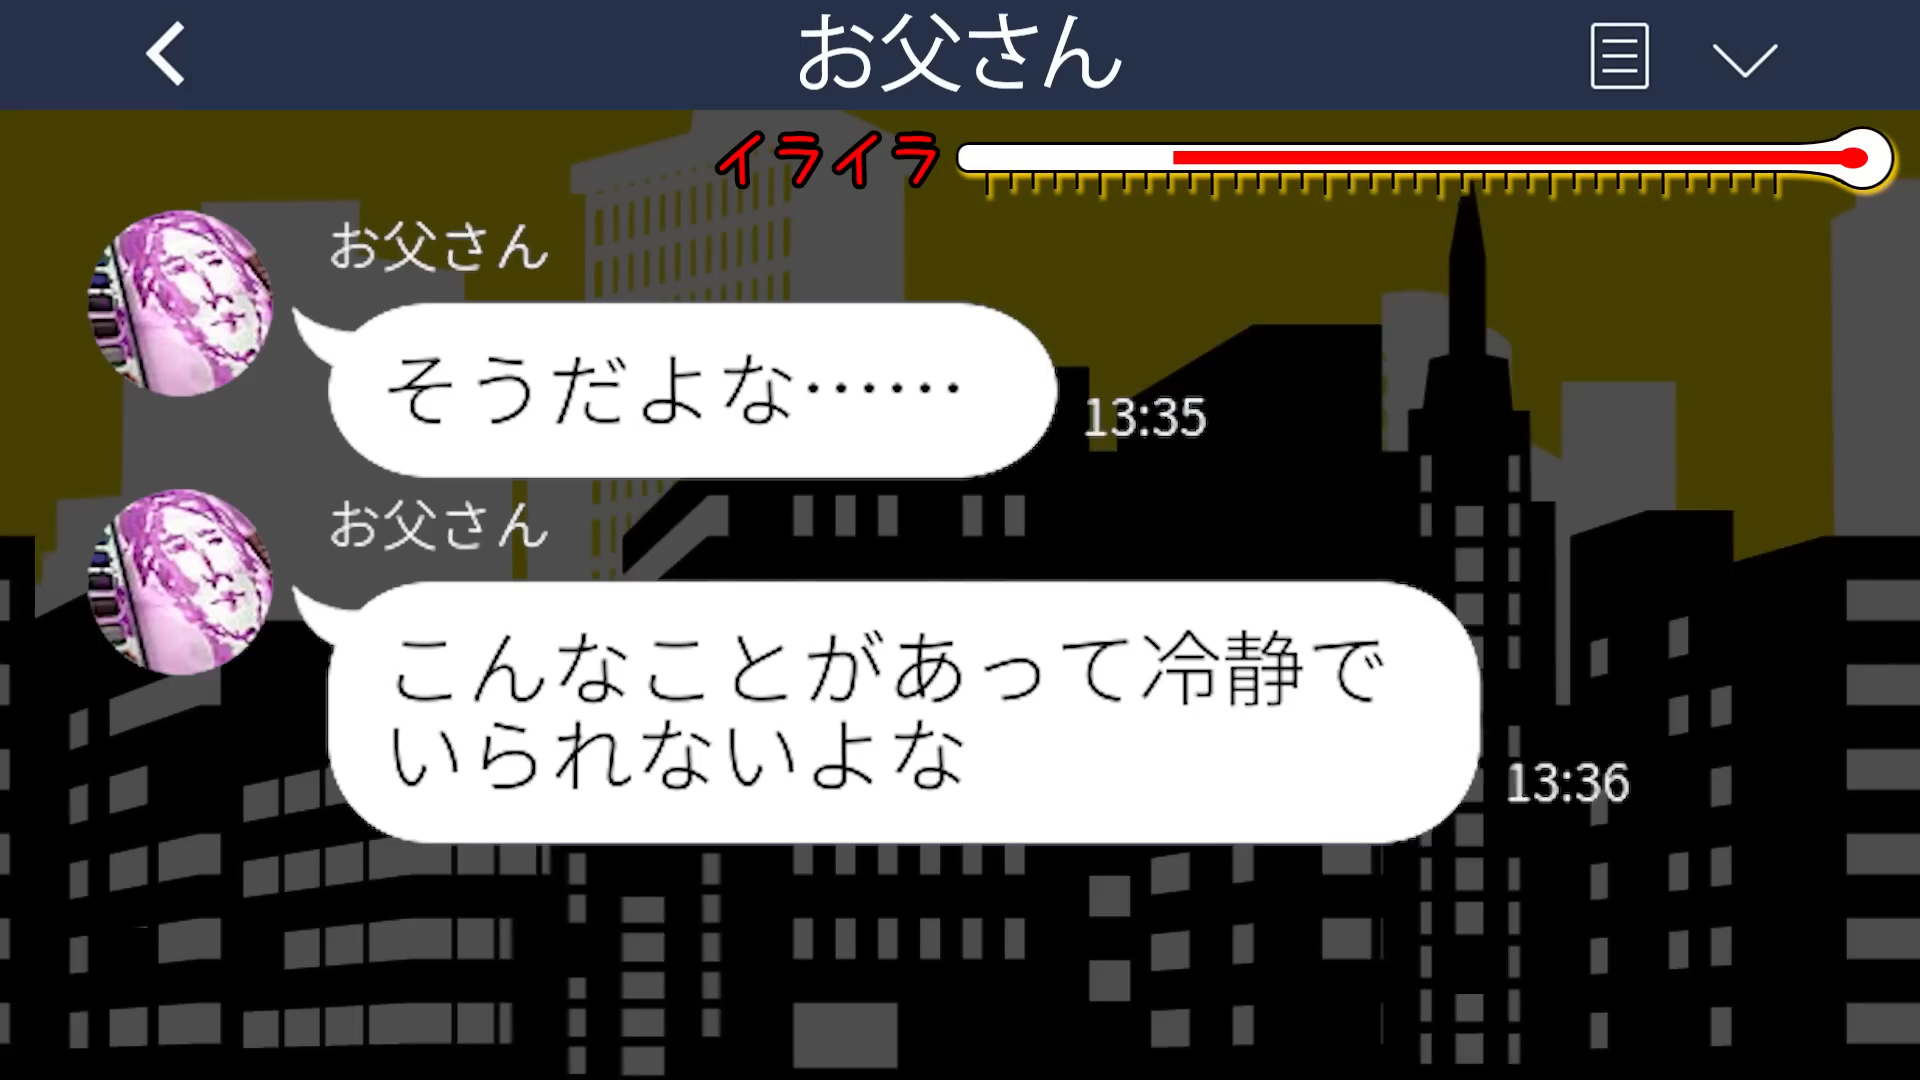 お父さん
イライラ
お父さん
そうだよな……
13:35
お父さん
こんなことがあって冷静で
いられないよな
13:36